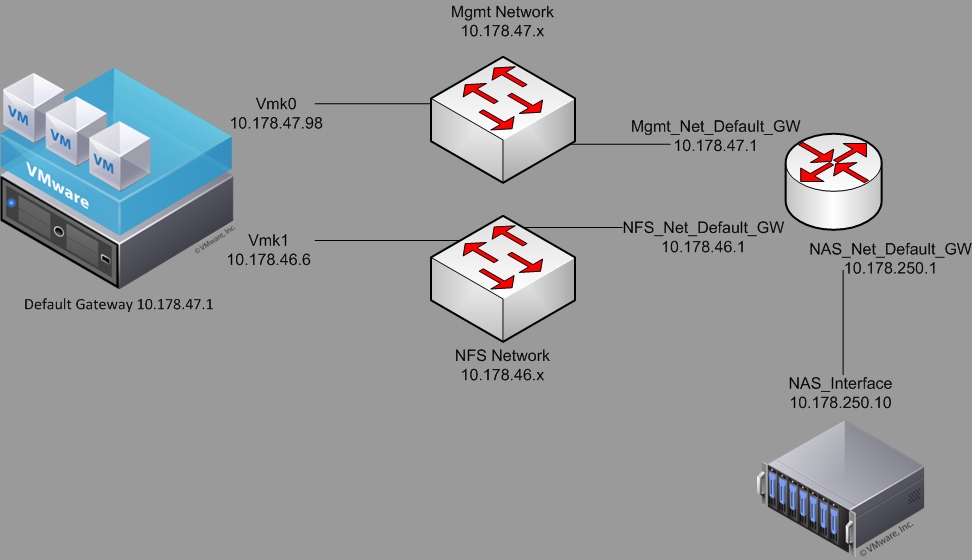 Mgmt Network
10.178.47.x
Vmk0
10.178.47.98
Mgmt_Net_Default_GW
10.178.47.1
VM
VM
VM
VMware
© VMware, Inc.
Vmk1
10.178.46.6
NFS_Net_Default_GW
10.178.46.1
NAS_Net_Default_GW
10.178.250.1
Default Gateway 10.178.47.1
NFS Network
10.178.46.x
NAS_Interface
10.178.250.10
© VMware, Inc.